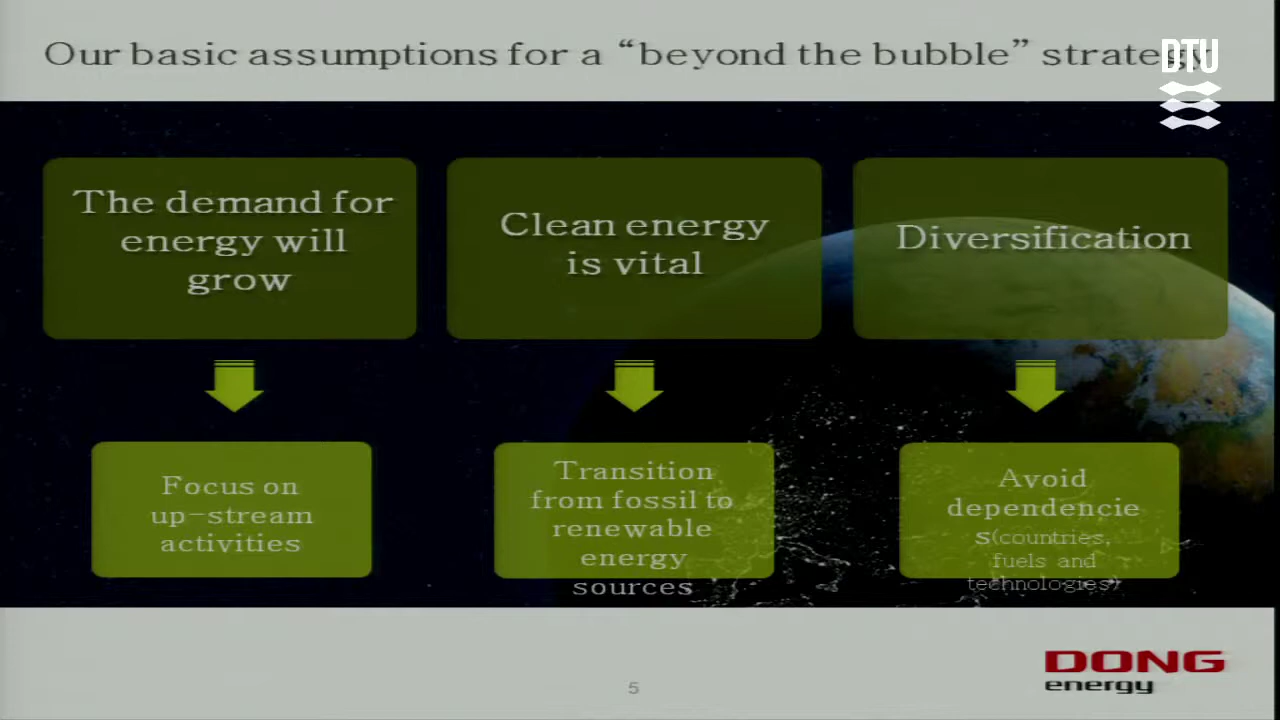 Our basic assumptions for a “beyond the bubble” strategy
DTU
The demand for
energy will
grow
Clean energy
is vital
Diversification
Focus on
up-stream
activities
Transition
from fossil to
renewable
energy
sources
Avoid
dependencie
s(countries,
fuels and
technologies)
DONG
energy
5